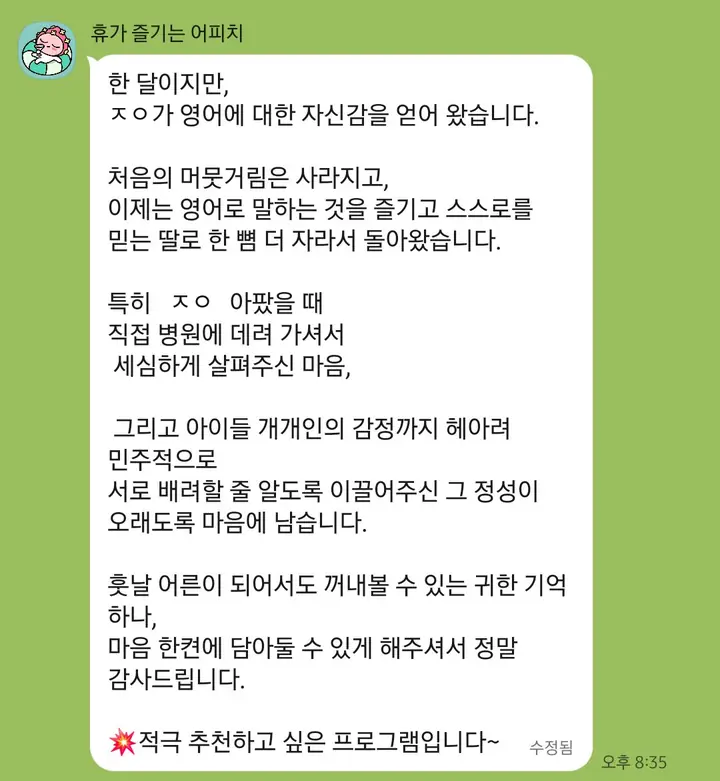 휴가 즐기는 어피치
한 달이지만,
ㅈㅇ가 영어에 대한 자신감을 얻어 왔습니다.
처음의 머뭇거림은 사라지고,
이제는 영어로 말하는 것을 즐기고 스스로를
믿는 딸로 한 뼘 더 자라서 돌아왔습니다.
특히 ㅈㅇ 아팠을 때
직접 병원에 데려 가셔서
세심하게 살펴주신 마음,
그리고 아이들 개개인의 감정까지 헤아려
민주적으로
서로 배려할 줄 알도록 이끌어주신 그 정성이
오래도록 마음에 남습니다.
훗날 어른이 되어서도 꺼내볼 수 있는 귀한 기억
하나,
마음 한켠에 담아둘 수 있게 해주셔서 정말
감사드립니다.
💥적극 추천하고 싶은 프로그램입니다~
수정됨
오후 8:35